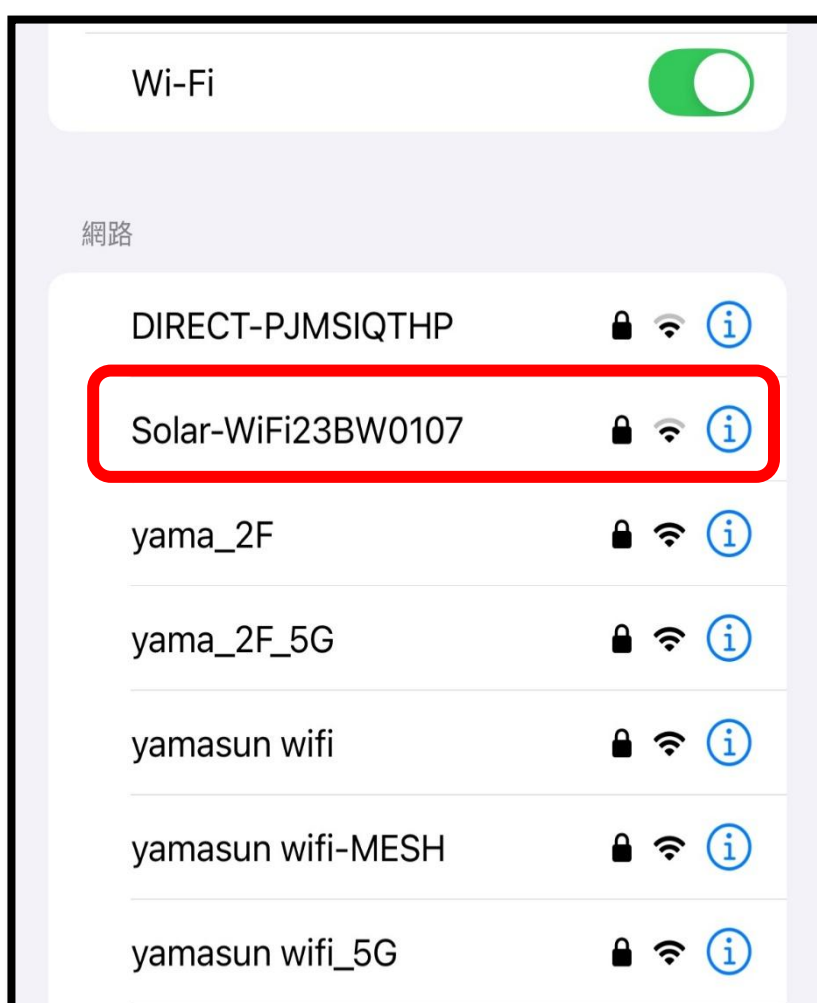 Wi-Fi
網路
DIRECT-PJMSIQTHP
Solar-WiFi23BW0107
yama_2F
yama_2F_5G
yamasun wifi
yamasun wifi-MESH
yamasun wifi_5G